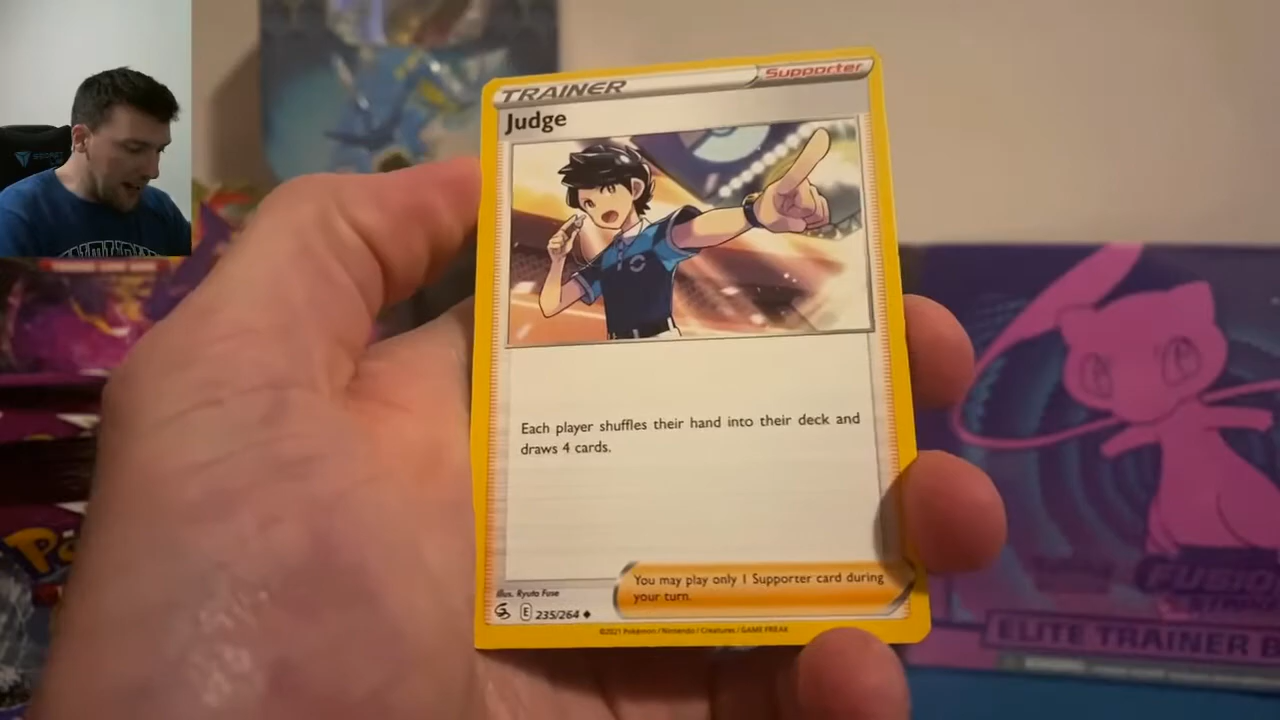 TRAINER
Supporter
Judge
Each player shuffles their hand into their deck and
draws 4 cards.
You may play only 1 Supporter card during
your turn.
Illus. Ryuta Fuse
E 235/264
©2021 Pokémon / Nintendo / Creatures / GAME FREAK
ELITE TRAINER B